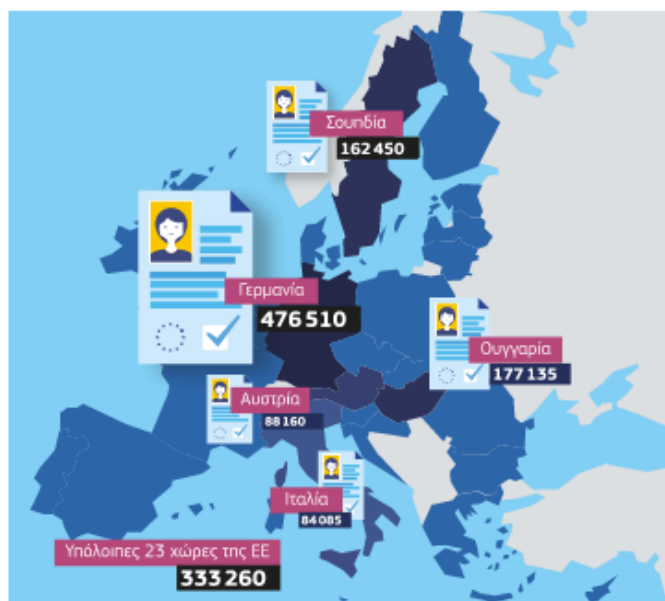 Σουηδία
162 450
Γερμανία
476 510
Ουγγαρία
177 135
Αυστρία
88 160
Ιταλία
84 085
Υπόλοιπες 23 χώρες της ΕΕ
333 260